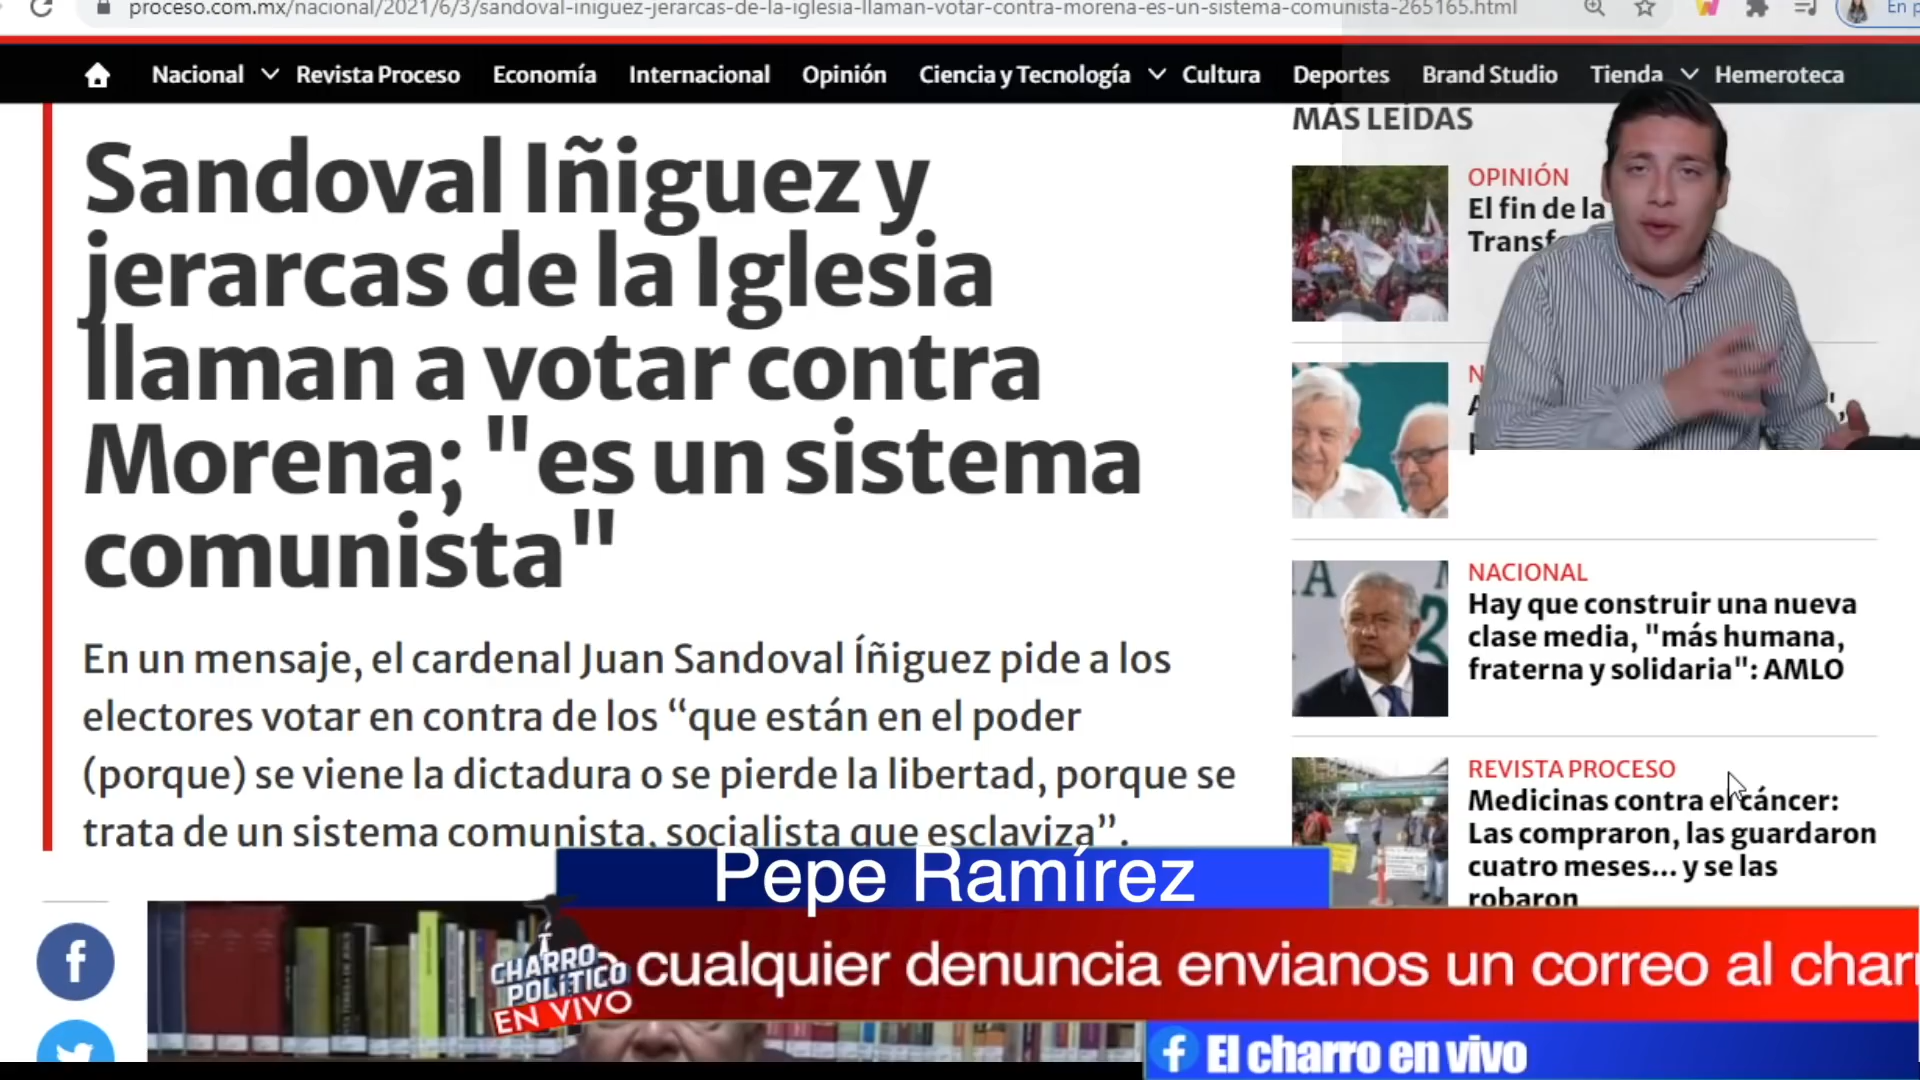 proceso.com.mx/nacional/2021/6/3/sandoval-iniguez-jerarcas-de-la-iglesia-llaman-votar-contra-morena-es-un-sistema-comunista-265165.html
En p
Nacional Revista Proceso Economía Internacional Opinión Ciencia y Tecnología Cultura Deportes Brand Studio Tienda Hemeroteca
Sandoval Iñiguez y
jerarcas de la Iglesia
llaman a votar contra
Morena; "es un sistema
comunista"
En un mensaje, el cardenal Juan Sandoval Íñiguez pide a los
electores votar en contra de los “que están en el poder
(porque) se viene la dictadura o se pierde la libertad, porque se
trata de un sistema comunista, socialista que esclaviza”.
MÁS LEÍDAS
OPINIÓN
El fin de la
Transf
NACIONAL
Hay que construir una nueva
clase media, "más humana,
fraterna y solidaria": AMLO
REVISTA PROCESO
Medicinas contra el cáncer:
Las compraron, las guardaron
cuatro meses... y se las
robaron
Pepe Ramírez
CHARRO
POLÍTICO
EN VIVO
cualquier denuncia envianos un correo al char
El charro en vivo